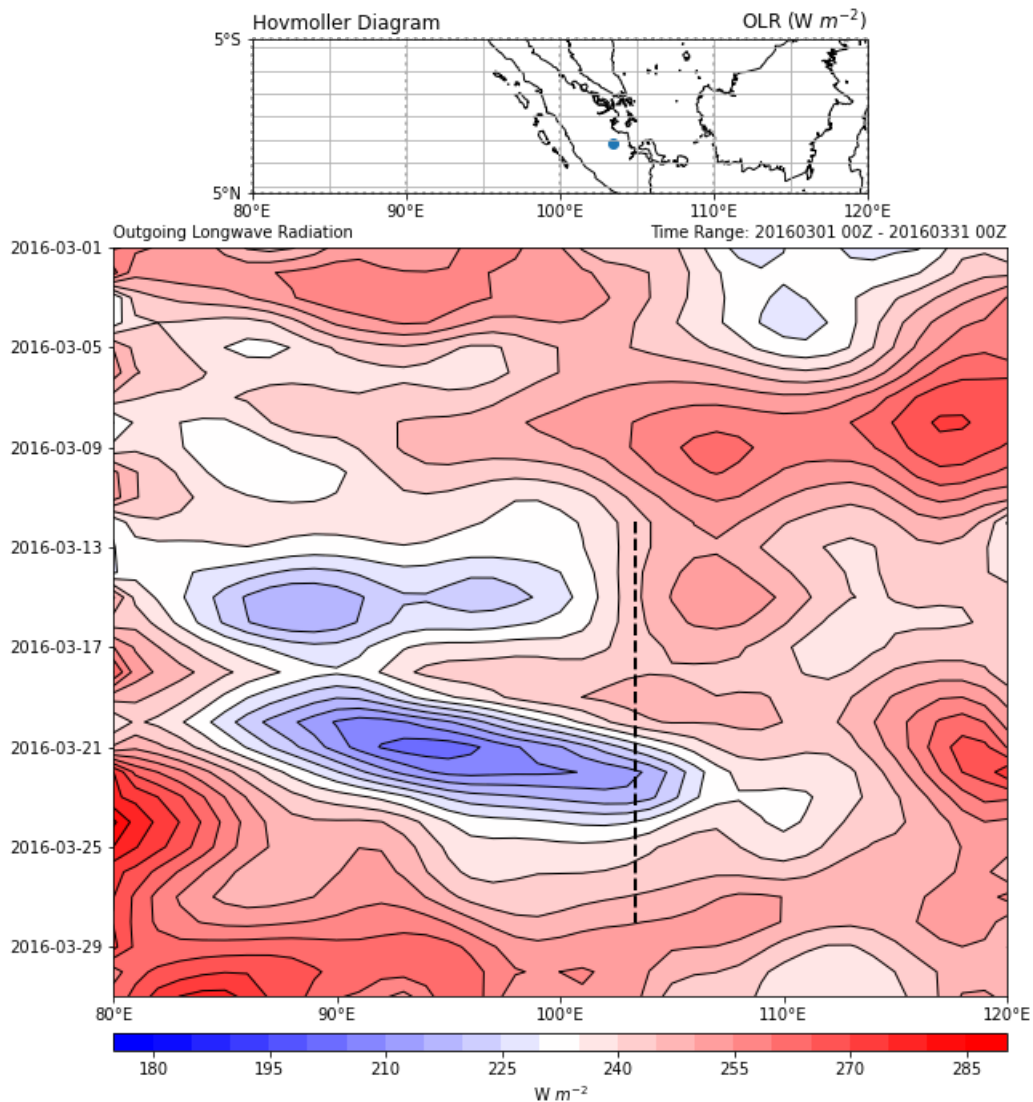 Hovmoller Diagram OLR (W m⁻²)
5°S
5°N
80°E 90°E 100°E 110°E 120°E
Outgoing Longwave Radiation Time Range: 20160301 00Z - 20160331 00Z
2016-03-01
2016-03-05
2016-03-09
2016-03-13
2016-03-17
2016-03-21
2016-03-25
2016-03-29
80°E 90°E 100°E 110°E 120°E
180 195 210 225 240 255 270 285
W m⁻²